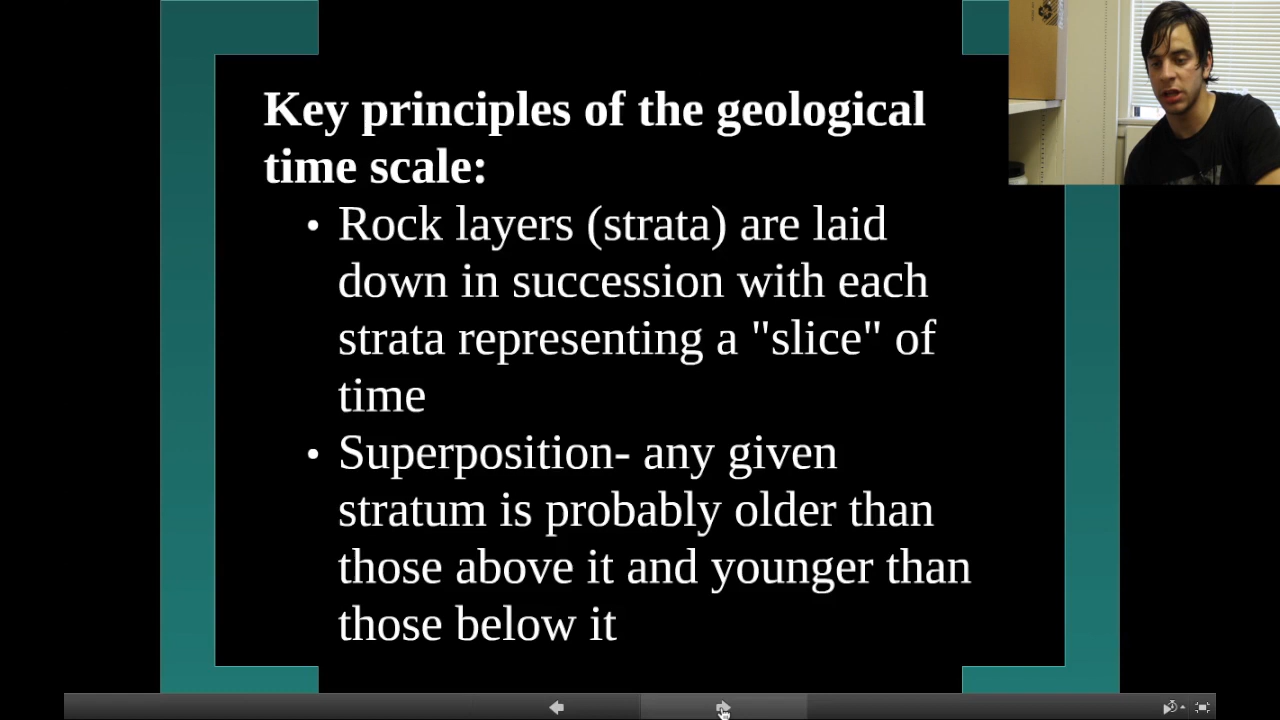 Key principles of the geological
time scale:
• Rock layers (strata) are laid
down in succession with each
strata representing a "slice" of
time
• Superposition- any given
stratum is probably older than
those above it and younger than
those below it